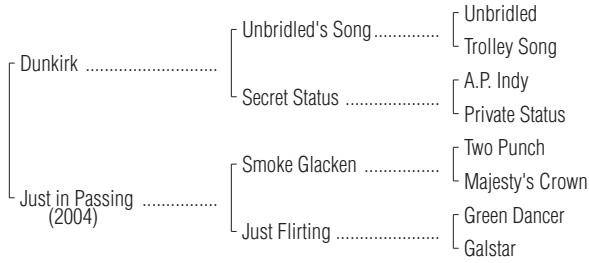 Unbridled
Unbridled's Song..............
Trolley Song
Dunkirk ............................
A.P. Indy
Secret Status ....................
Private Status
Two Punch
Smoke Glacken ................
Majesty's Crown
Just in Passing ................
(2004)
Green Dancer
Just Flirting ......................
Galstar